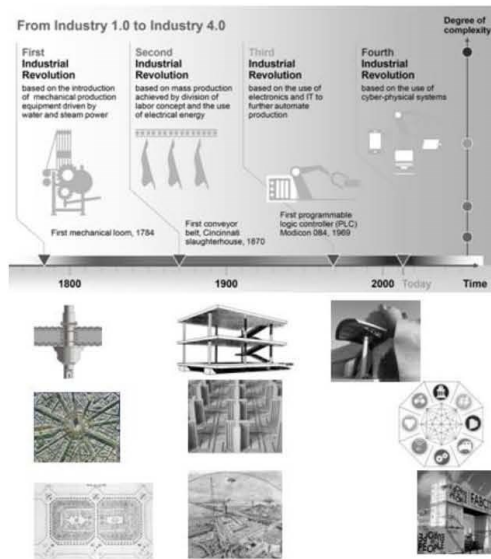 From Industry 1.0 to Industry 4.0
Degree of
complexity
+
First
Industrial
Revolution
based on the introduction
of mechanical production
equipment driven by
water and steam power
Second
Industrial
Revolution
based on mass production
achieved by division of
labor concept and the use
of electrical energy
Third
Industrial
Revolution
based on the use of
electronics and IT to
further automate
production
Fourth
Industrial
Revolution
based on the use of
cyber-physical systems
First mechanical loom, 1784
First conveyor
belt, Cincinnati
slaughterhouse, 1870
First programmable
logic controller (PLC)
Modicon 084, 1969
1800
1900
2000
Today
Time
PEOPLE